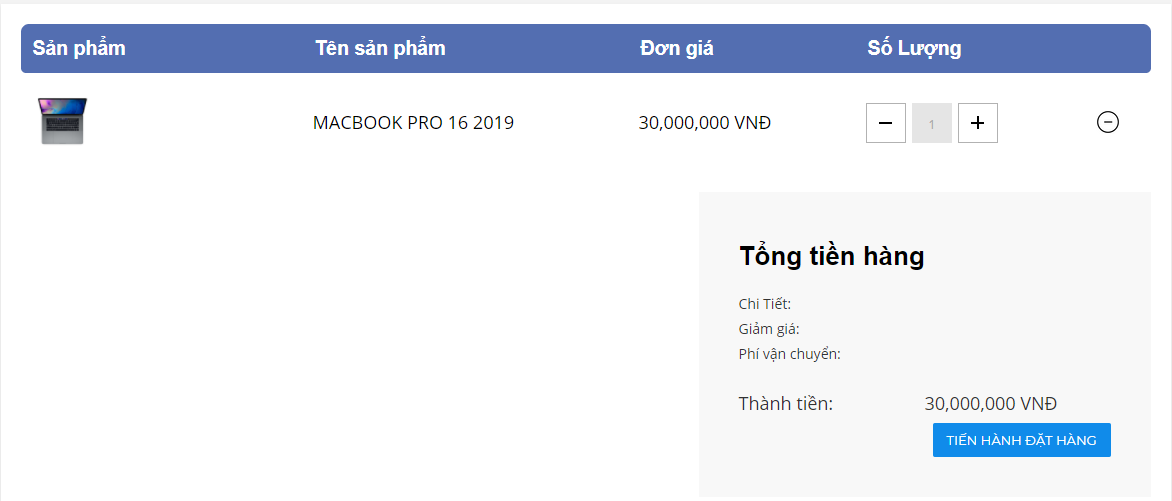 Sản phẩm Tên sản phẩm Đơn giá Số Lượng
MACBOOK PRO 16 2019 30,000,000 VNĐ 1
Tổng tiền hàng
Chi Tiết:
Giảm giá:
Phí vận chuyển:
Thành tiền: 30,000,000 VNĐ
TIẾN HÀNH ĐẶT HÀNG